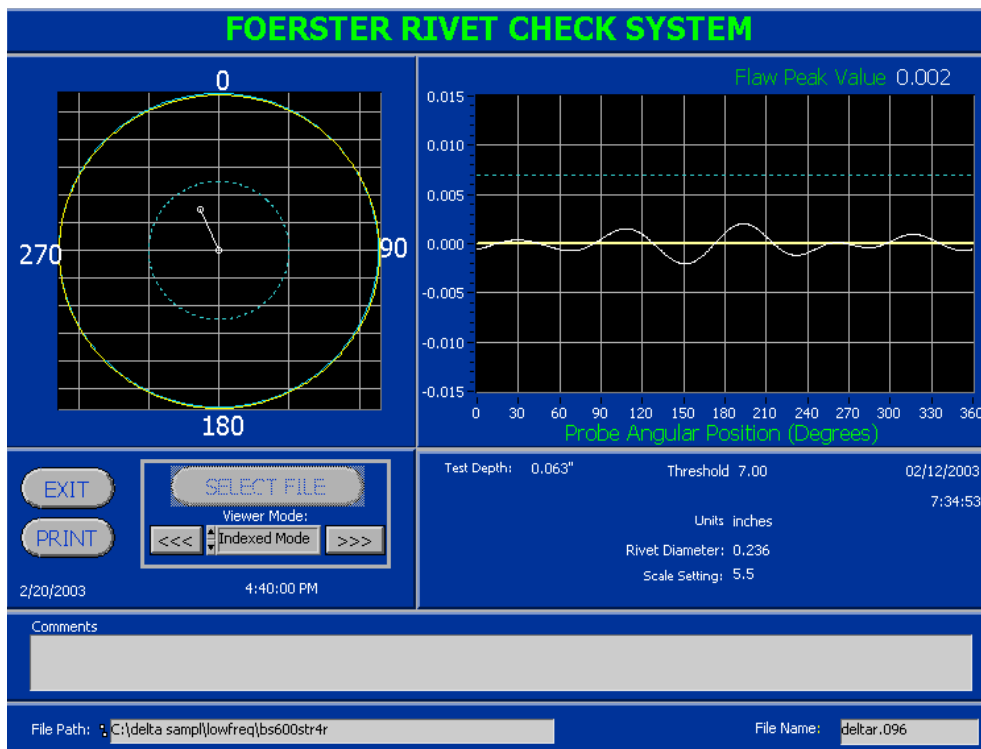 FOERSTER RIVET CHECK SYSTEM
0
270
90
180
Flaw Peak Value 0.002
0.015
0.010
0.005
0.000
-0.005
-0.010
-0.015
0 30 60 90 120 150 180 210 240 270 300 330 360
Probe Angular Position (Degrees)
EXIT
PRINT
SELECT FILE
Viewer Mode:
<<< Indexed Mode >>>
2/20/2003 4:40:00 PM
Test Depth: 0.063" Threshold 7.00 02/12/2003
7:34:53
Units inches
Rivet Diameter: 0.236
Scale Setting: 5.5
Comments
File Path: C:\delta sampl\lowfreq\bs600str4r File Name: deltar.096